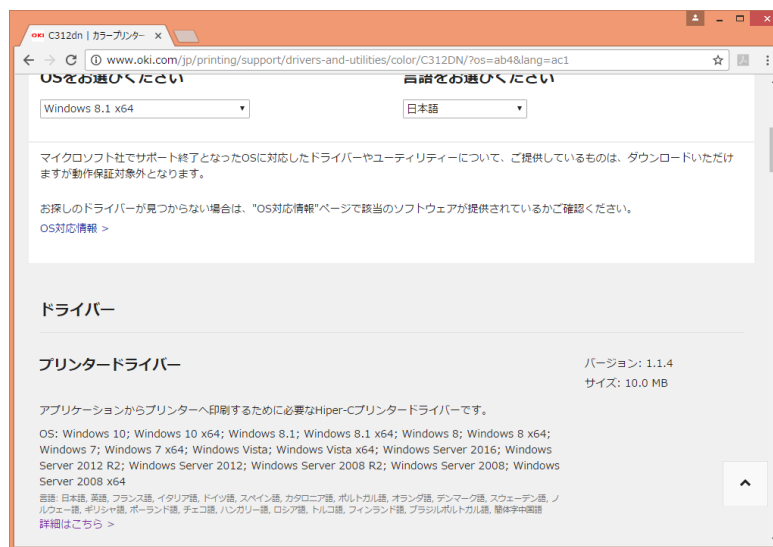 OKI C312dn | カラープリンター
www.oki.com/jp/printing/support/drivers-and-utilities/color/C312DN/?os=ab4&lang=ac1
OSをお選びください
言語をお選びください
Windows 8.1 x64
日本語
マイクロソフト社でサポート終了となったOSに対応したドライバーやユーティリティーについて、ご提供しているものは、ダウンロードいただけ
ますが動作保証対象外となります。
お探しのドライバーが見つからない場合は、"OS対応情報"ページで該当のソフトウェアが提供されているかご確認ください。
OS対応情報 >
ドライバー
プリンタードライバー
バージョン: 1.1.4
サイズ: 10.0 MB
アプリケーションからプリンターへ印刷するために必要なHiper-Cプリンタードライバーです。
OS: Windows 10; Windows 10 x64; Windows 8.1; Windows 8.1 x64; Windows 8; Windows 8 x64;
Windows 7; Windows 7 x64; Windows Vista; Windows Vista x64; Windows Server 2016; Windows
Server 2012 R2; Windows Server 2012; Windows Server 2008 R2; Windows Server 2008; Windows
Server 2008 x64
言語: 日本語, 英語, フランス語, イタリア語, ドイツ語, スペイン語, カタロニア語, ポルトガル語, オランダ語, デンマーク語, スウェーデン語, ノ
ルウェー語, ギリシャ語, ポーランド語, チェコ語, ハンガリー語, ロシア語, トルコ語, フィンランド語, ブラジルポルトガル語, 簡体字中国語
詳細はこちら >